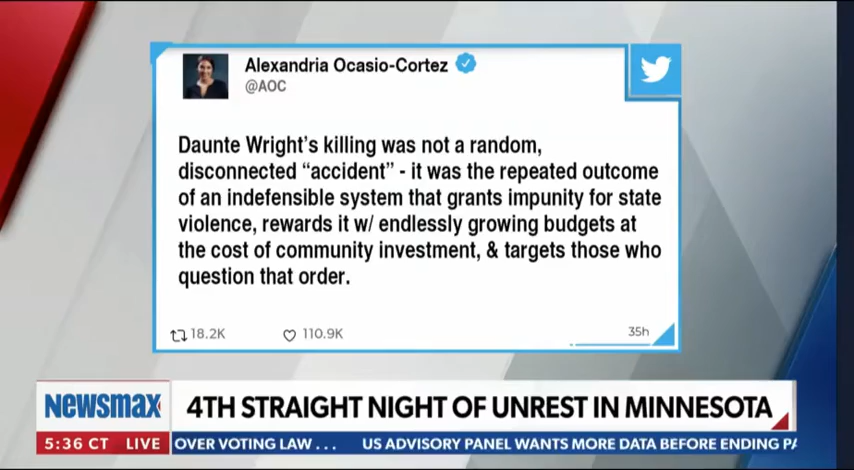 Alexandria Ocasio-Cortez
@AOC
Daunte Wright's killing was not a random,
disconnected “accident” - it was the repeated outcome
of an indefensible system that grants impunity for state
violence, rewards it w/ endlessly growing budgets at
the cost of community investment, & targets those who
question that order.
18.2K 110.9K 35h
NEWSMAX 4TH STRAIGHT NIGHT OF UNREST IN MINNESOTA
5:36 CT LIVE OVER VOTING LAW . . . US ADVISORY PANEL WANTS MORE DATA BEFORE ENDING